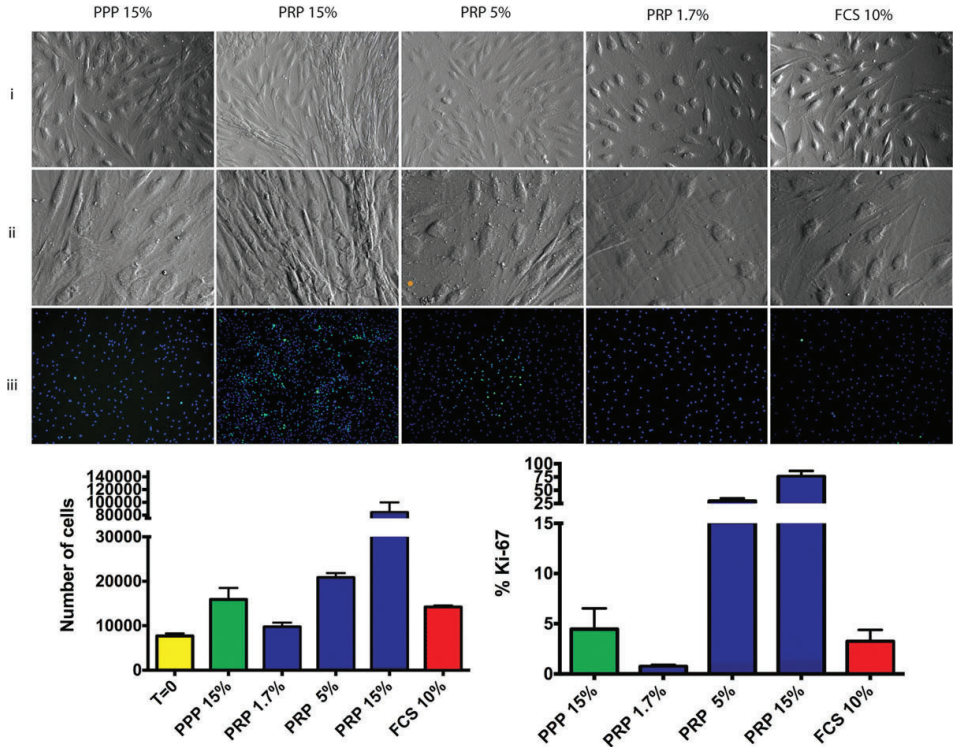 PPP 15% PRP 15% PRP 5% PRP 1.7% FCS 10%
i
ii
iii
Number of cells
140000
120000
100000
80000
30000
20000
10000
0
T=0 PPP 15% PRP 1.7% PRP 5% PRP 15% FCS 10%
% Ki-67
100
75
50
25
15
10
5
0
PPP 15% PRP 1.7% PRP 5% PRP 15% FCS 10%